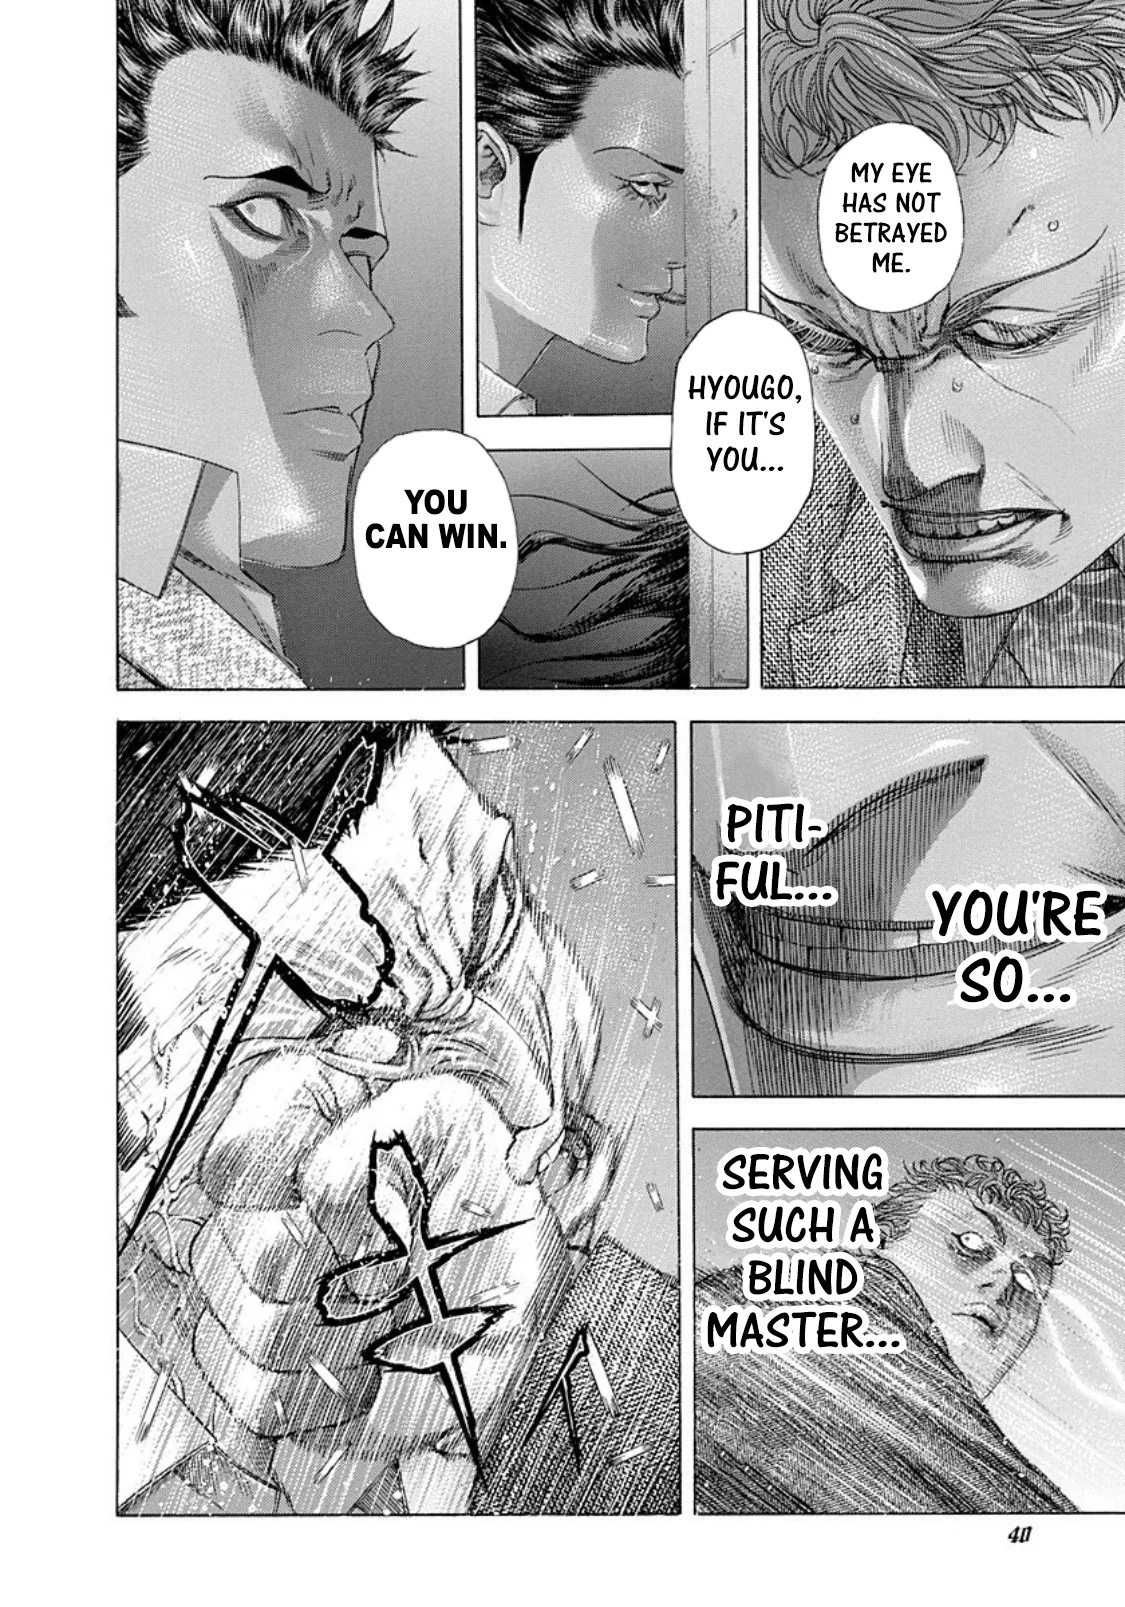 MY EYE
HAS NOT
BETRAYED
ME.
HYOUGO,
IF IT'S
YOU...
YOU
CAN WIN.
YOU'RE
SO...
PITI-
FUL...
SERVING
SUCH A
BLIND
MASTER...
40